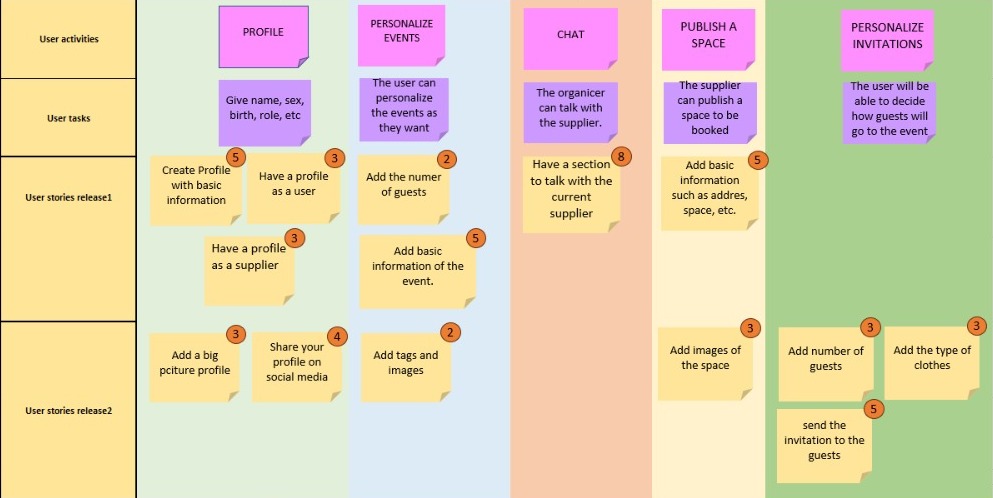 User activities
PROFILE
PERSONALIZE
EVENTS
CHAT
PUBLISH A
SPACE
PERSONALIZE
INVITATIONS
User tasks
Give name, sex,
birth, role, etc
The user can
personalize
the events as
they want
The organicer
can talk with
the supplier.
The supplier
can publish a
space to be
booked
The user will be
able to decide
how guests will
go to the event
User stories release1
5
Create Profile
with basic
information
3
Have a profile
as a user
3
Have a profile
as a supplier
2
Add the numer
of guests
5
Add basic
information of the
event.
8
Have a section
to talk with the
current
supplier
5
Add basic
information
such as addres,
space, etc.
User stories release2
3
Add a big
pciture profile
4
Share your
profile on
social media
2
Add tags and
images
3
Add images of
the space
3
Add number of
guests
3
Add the type of
clothes
5
send the
invitation to the
guests